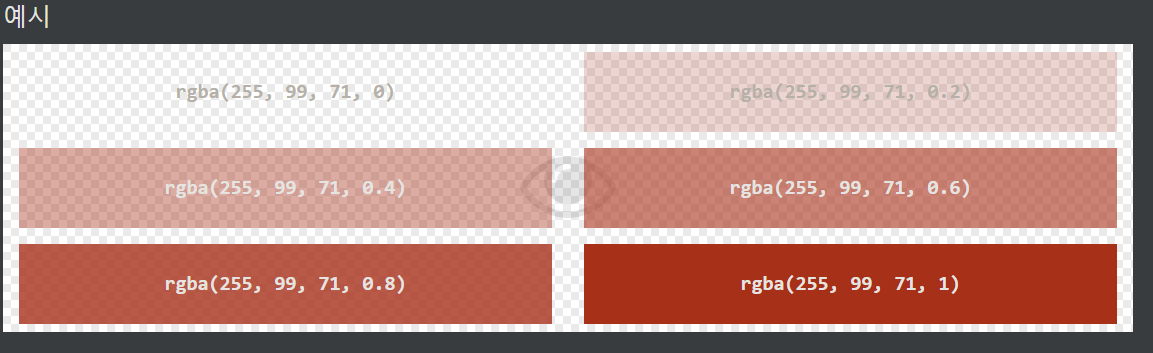 예시
rgba(255, 99, 71, 0)
rgba(255, 99, 71, 0.2)
rgba(255, 99, 71, 0.4)
rgba(255, 99, 71, 0.6)
rgba(255, 99, 71, 0.8)
rgba(255, 99, 71, 1)